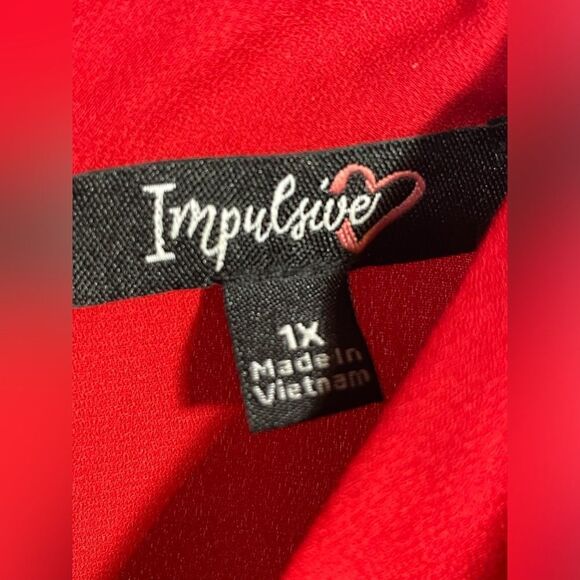 Impulsive
1X
Made In
Vietnam